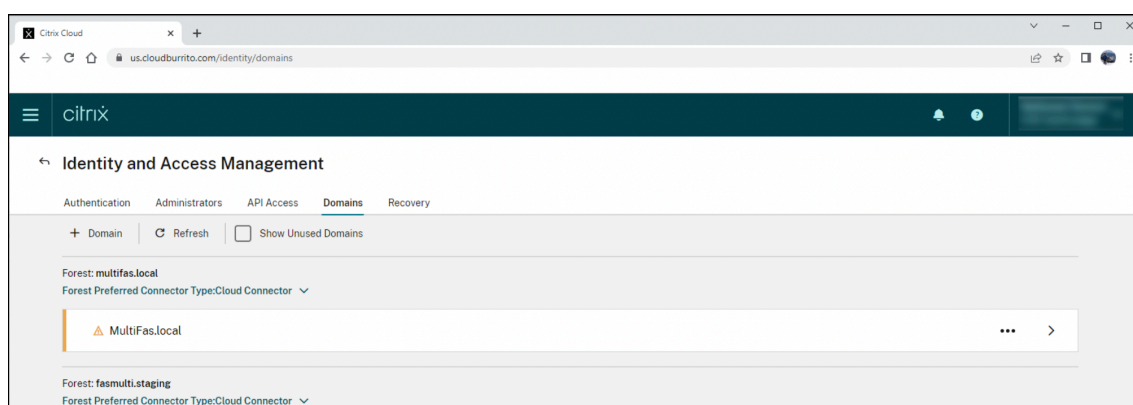 Citrix Cloud
us.cloudburrito.com/identity/domains
citrix
Identity and Access Management
Authentication Administrators API Access Domains Recovery
+ Domain Refresh Show Unused Domains
Forest: multifas.local
Forest Preferred Connector Type:Cloud Connector
MultiFas.local
Forest: fasmulti.staging
Forest Preferred Connector Type:Cloud Connector